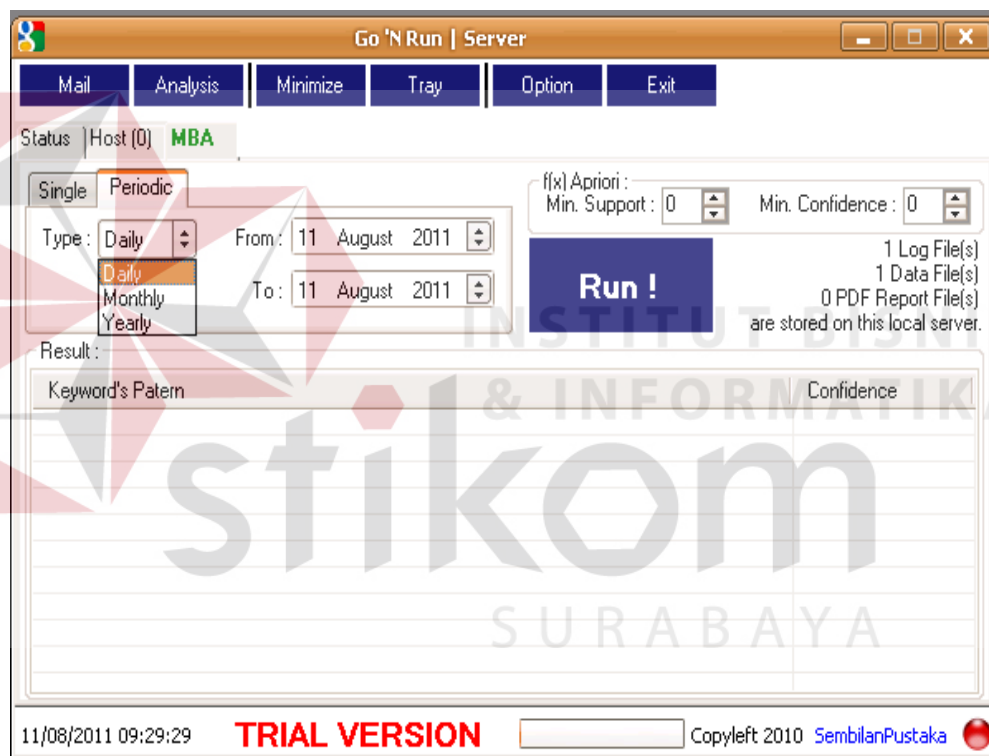 Go 'N Run | Server
Mail Analysis Minimize Tray Option Exit
Status Host (0) MBA
Single Periodic
Type : Daily
Daily
Monthly
Yearly
From : 11 August 2011
To : 11 August 2011
f(x) Apriori :
Min. Support : 0 Min. Confidence : 0
Run !
1 Log File(s)
1 Data File(s)
0 PDF Report File(s)
are stored on this local server.
Result :
Keyword's Patern Confidence
INSTITUT BISNI
& INFORMATIKA
stikom
SURABAYA
11/08/2011 09:29:29 TRIAL VERSION Copyleft 2010 SembilanPustaka